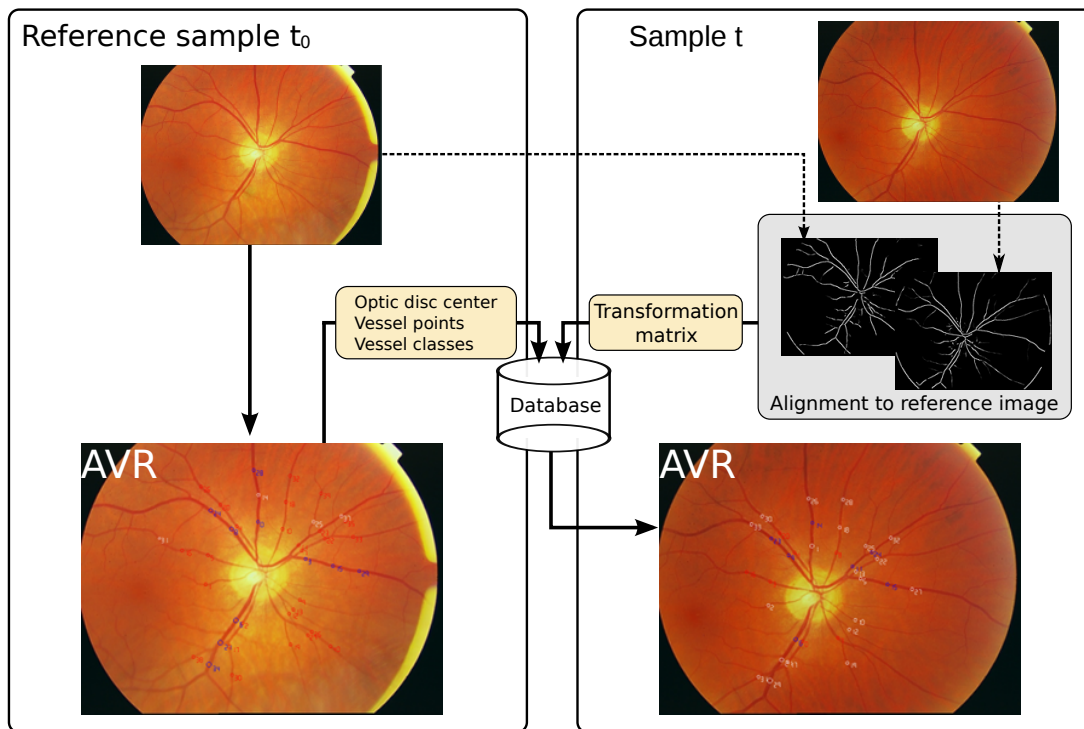 Reference sample t₀
Sample t
Optic disc center
Vessel points
Vessel classes
Transformation
matrix
Alignment to reference image
Database
AVR
AVR